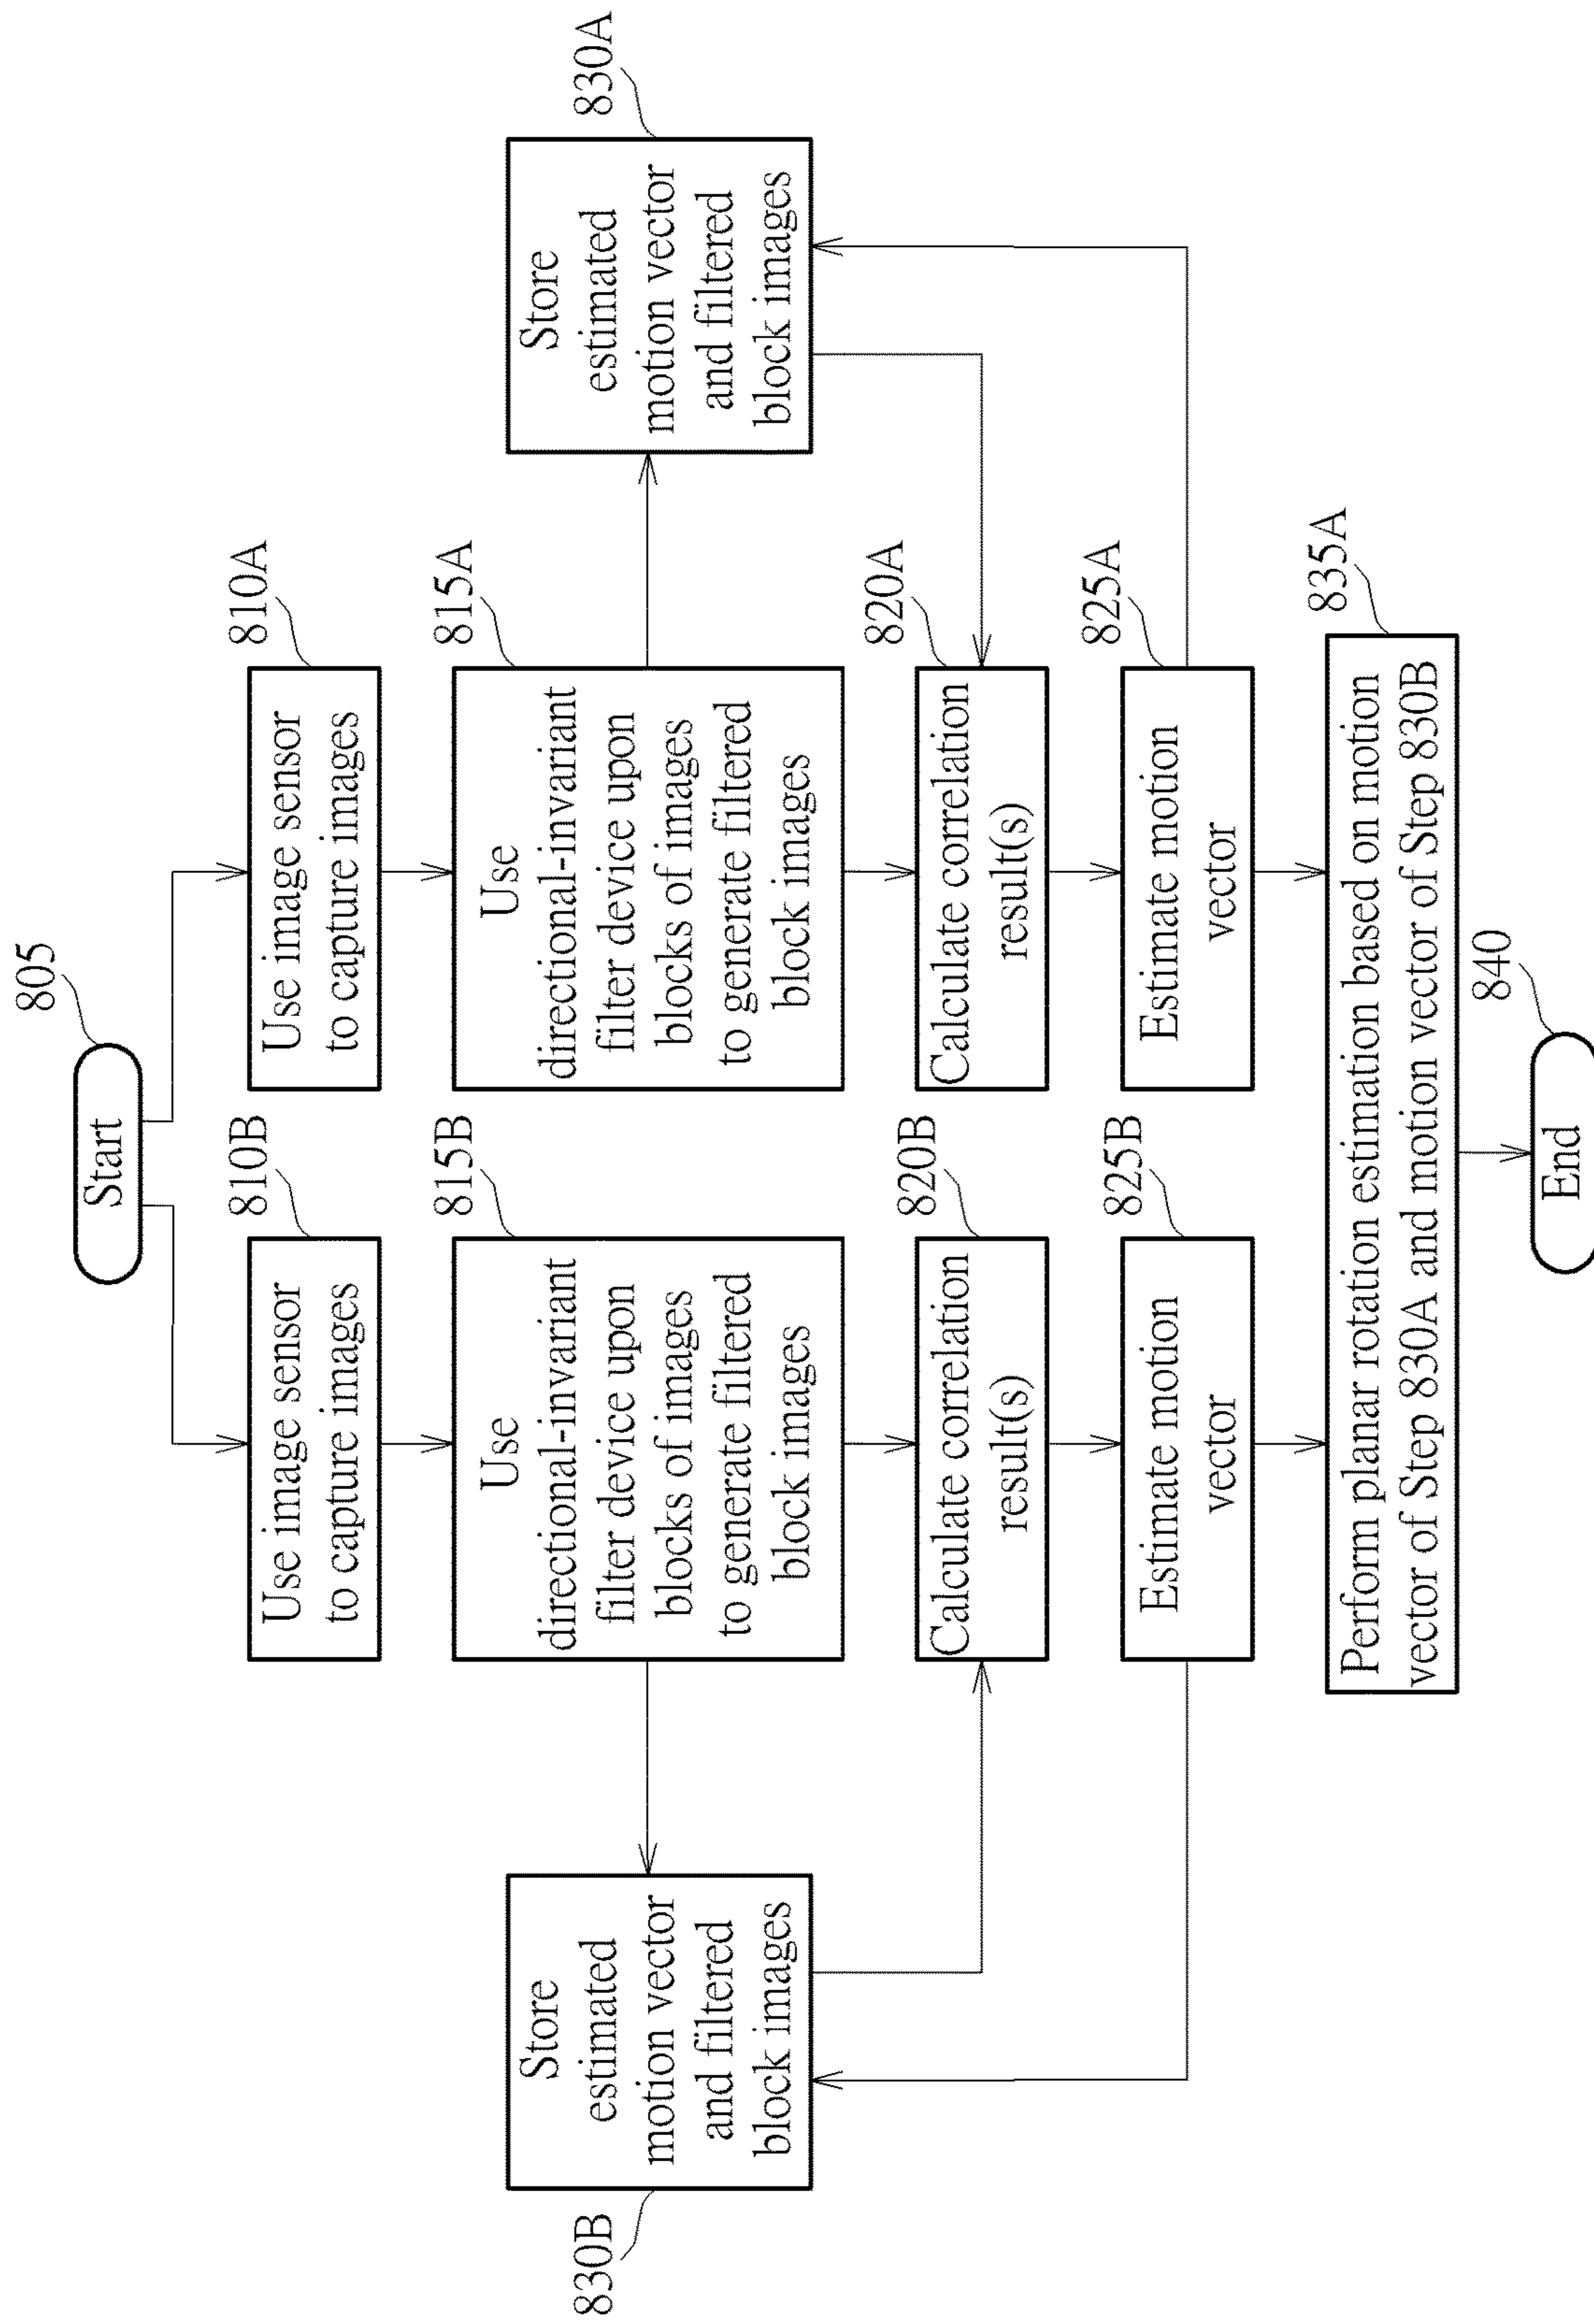 805
Start
810B
Use image sensor
to capture images
810A
Use image sensor
to capture images
815B
Use
directional-invariant
filter device upon
blocks of images
to generate filtered
block images
815A
Use
directional-invariant
filter device upon
blocks of images
to generate filtered
block images
830B
Store
estimated
motion vector
and filtered
block images
830A
Store
estimated
motion vector
and filtered
block images
820B
Calculate correlation
result(s)
820A
Calculate correlation
result(s)
825B
Estimate motion
vector
825A
Estimate motion
vector
835A
Perform planar rotation estimation based on motion
vector of Step 830A and motion vector of Step 830B
840
End